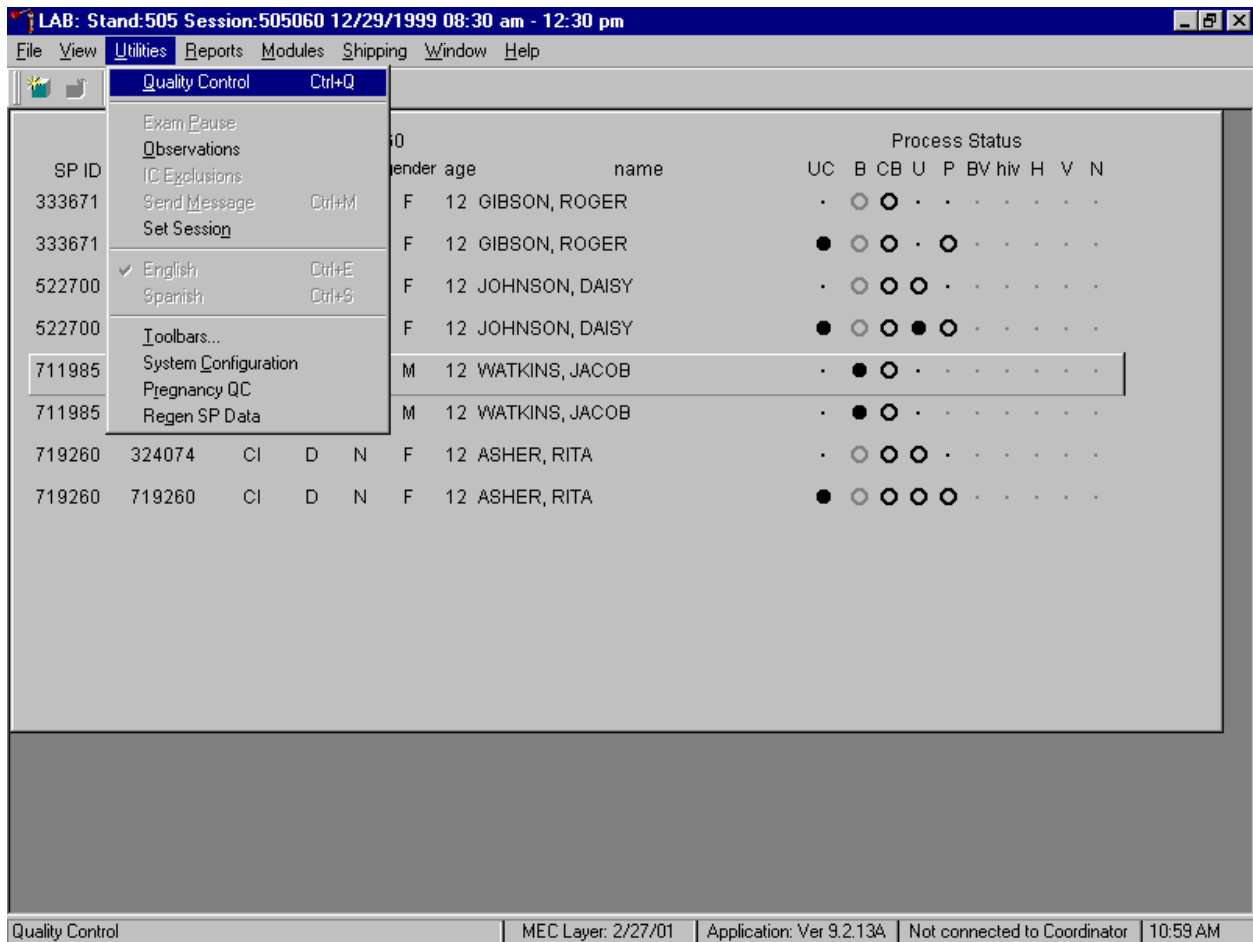 LAB: Stand:505 Session:505060 12/29/1999 08:30 am - 12:30 pm
File View Utilities Reports Modules Shipping Window Help
Quality Control Ctrl+Q
Exam Pause
Observations
IC Exclusions
Send Message Ctrl+M
Set Session
English Ctrl+E
Spanish Ctrl+S
Toolbars...
System Configuration
Pregnancy QC
Regen SP Data
Process Status
SP ID gender age name UC B CB U P BV hiv H V N
333671 F 12 GIBSON, ROGER
333671 F 12 GIBSON, ROGER
522700 F 12 JOHNSON, DAISY
522700 F 12 JOHNSON, DAISY
711985 M 12 WATKINS, JACOB
711985 M 12 WATKINS, JACOB
719260 324074 CI D N F 12 ASHER, RITA
719260 719260 CI D N F 12 ASHER, RITA
Quality Control MEC Layer: 2/27/01 Application: Ver 9.2.13A Not connected to Coordinator 10:59 AM